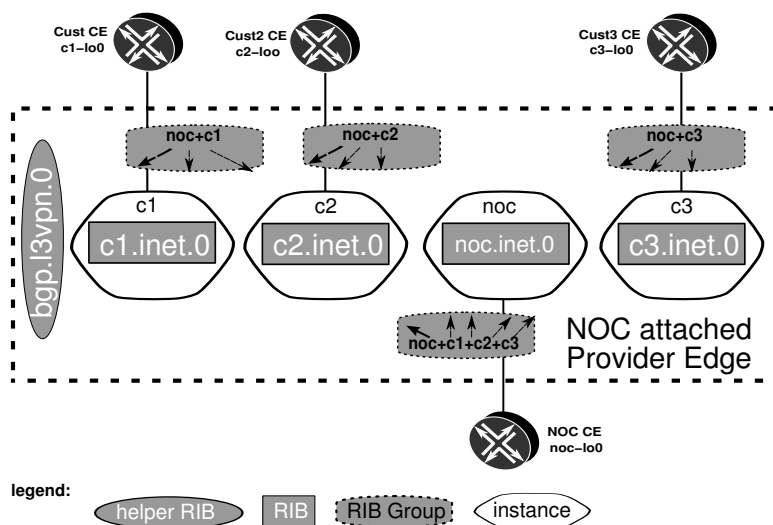 Cust CE
c1-lo0
Cust2 CE
c2-loo
Cust3 CE
c3-lo0
noc+c1
noc+c2
noc+c3
bgp.l3vpn.0
c1
c2
noc
c3
c1.inet.0
c2.inet.0
noc.inet.0
c3.inet.0
noc+c1+c2+c3
NOC attached
Provider Edge
NOC CE
noc-lo0
legend:
helper RIB
RIB
RIB Group
instance